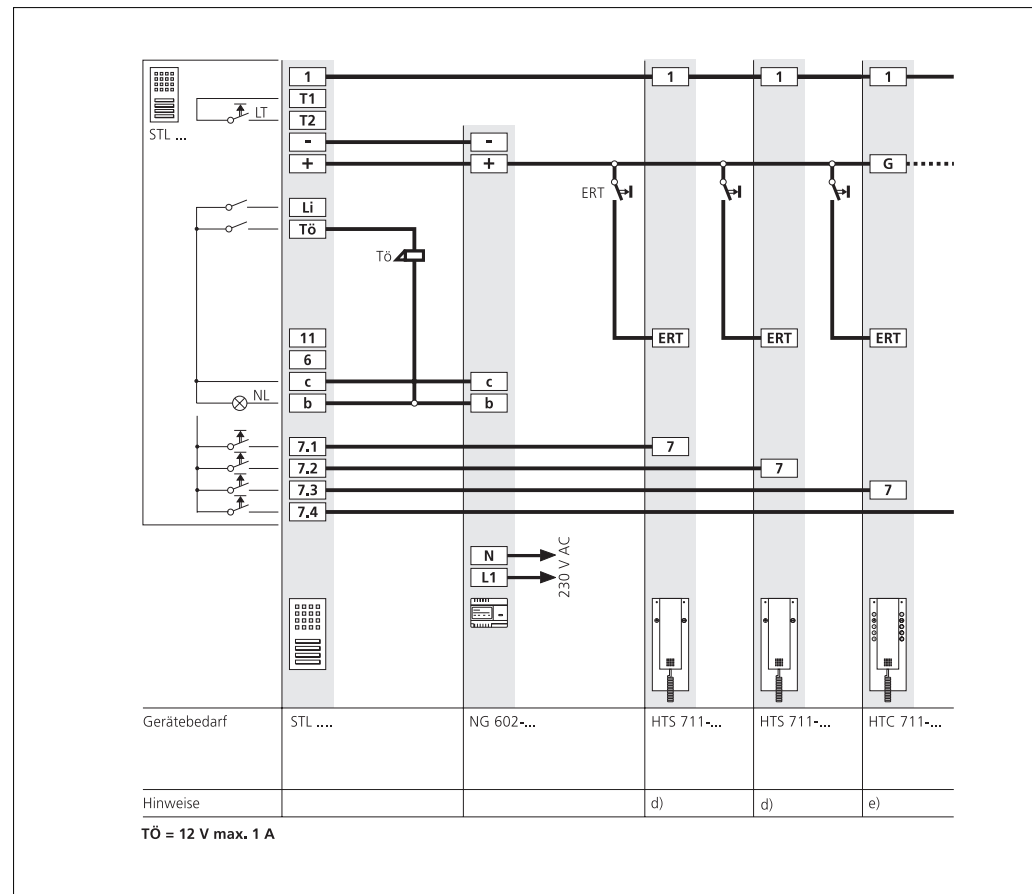 1 1 1 1
T1
LT
T2
STL ...
- -
+ + G
ERT
Li
Tö
Tö
11 ERT ERT ERT
6
c c
NL
b b
7.1 7
7.2 7
7.3 7
7.4
N
L1
230 V AC
Gerätebedarf STL .... NG 602-... HTS 711-... HTS 711-... HTC 711-...
Hinweise d) d) e)
TÖ = 12 V max. 1 A